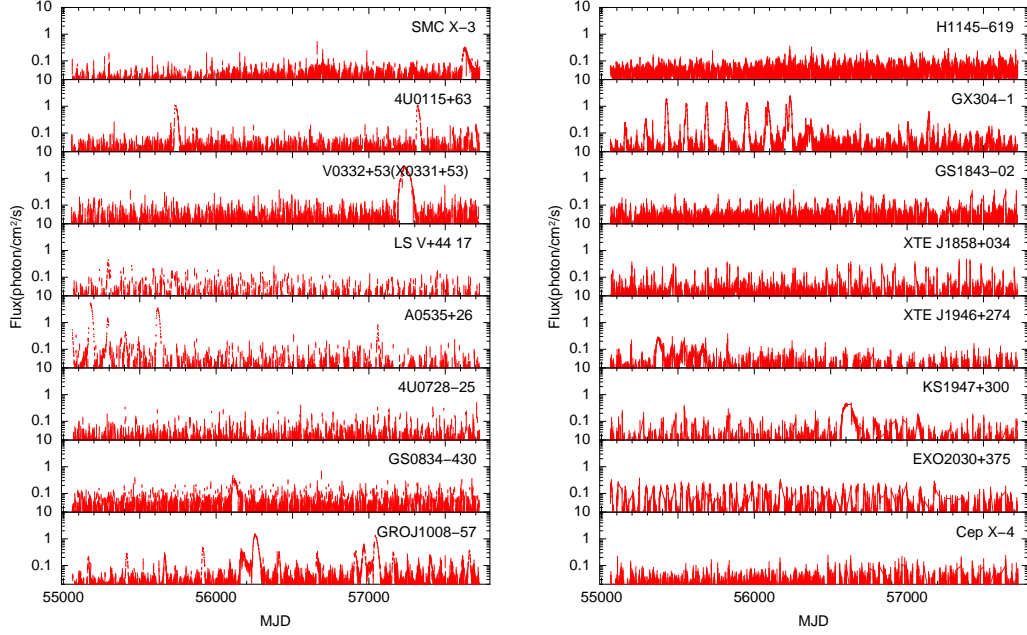 SMC X−3
1
0.1
10
4U0115+63
1
0.1
10
V0332+53(X0331+53)
1
0.1
10
LS V+44 17
1
0.1
10
A0535+26
1
0.1
10
4U0728−25
1
0.1
10
GS0834−430
1
0.1
10
GROJ1008−57
1
0.1
Flux(photon/cm²/s)
55000 56000 57000
MJD
H1145−619
1
0.1
10
GX304−1
1
0.1
10
GS1843−02
1
0.1
10
XTE J1858+034
1
0.1
10
XTE J1946+274
1
0.1
10
KS1947+300
1
0.1
10
EXO2030+375
1
0.1
10
Cep X−4
1
0.1
Flux(photon/cm²/s)
55000 56000 57000
MJD